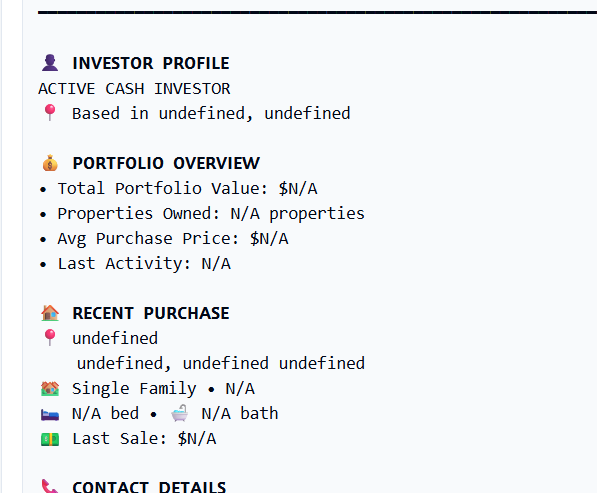 INVESTOR PROFILE
ACTIVE CASH INVESTOR
Based in undefined, undefined
PORTFOLIO OVERVIEW
• Total Portfolio Value: $N/A
• Properties Owned: N/A properties
• Avg Purchase Price: $N/A
• Last Activity: N/A
RECENT PURCHASE
undefined
undefined, undefined undefined
Single Family • N/A
N/A bed • N/A bath
Last Sale: $N/A
CONTACT DETAILS